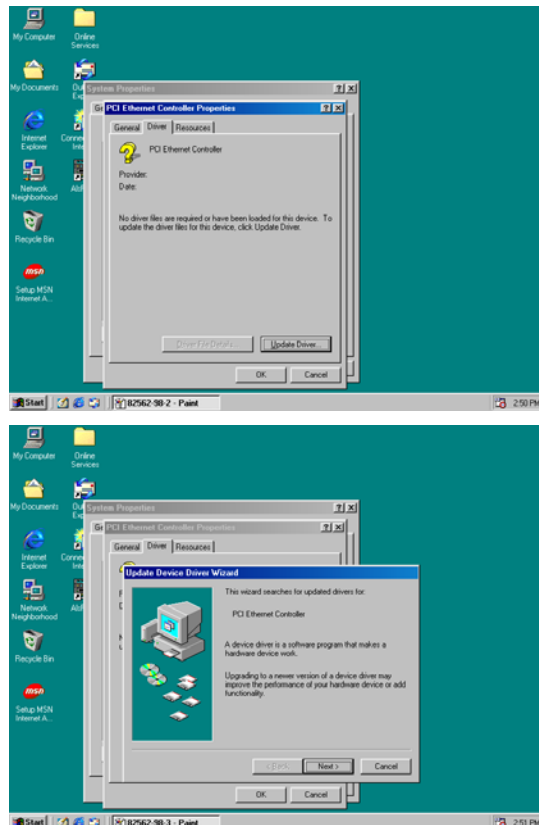 My Computer
Online
Services
My Documents
Internet
Explorer
Network
Neighborhood
Recycle Bin
msn
Setup MSN
Internet A...
System Properties
PCI Ethernet Controller Properties
General
Driver
Resources
PCI Ethernet Controller
Provider:
Date:
No driver files are required or have been loaded for this device. To
update the driver files for this device, click Update Driver.
Driver File Details...
Update Driver...
OK
Cancel
Start
82562-98-2 - Paint
2:50 PM
My Computer
Online
Services
My Documents
Internet
Explorer
Network
Neighborhood
Recycle Bin
msn
Setup MSN
Internet A...
System Properties
PCI Ethernet Controller Properties
General
Driver
Resources
Update Device Driver Wizard
This wizard searches for updated drivers for:
PCI Ethernet Controller
A device driver is a software program that makes a
hardware device work.
Upgrading to a newer version of a device driver may
improve the performance of your hardware device or add
functionality.
< Back
Next >
Cancel
OK
Cancel
Start
82562-98-3 - Paint
2:51 PM